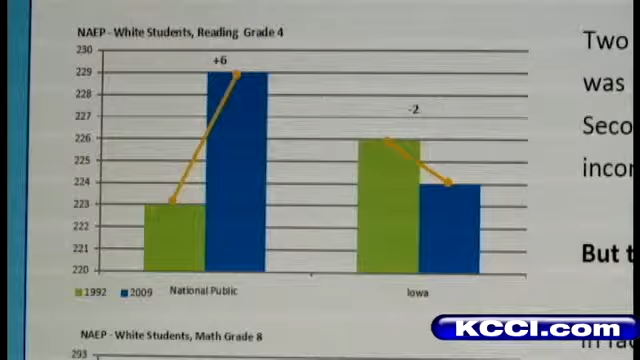 NAEP - White Students, Reading Grade 4
230
229
228
227
226
225
224
223
222
221
220
+6
-2
1992
2009
National Public
Iowa
Two
was
Seco
incor
But t
KCCI.com
NAEP - White Students, Math Grade 8
293